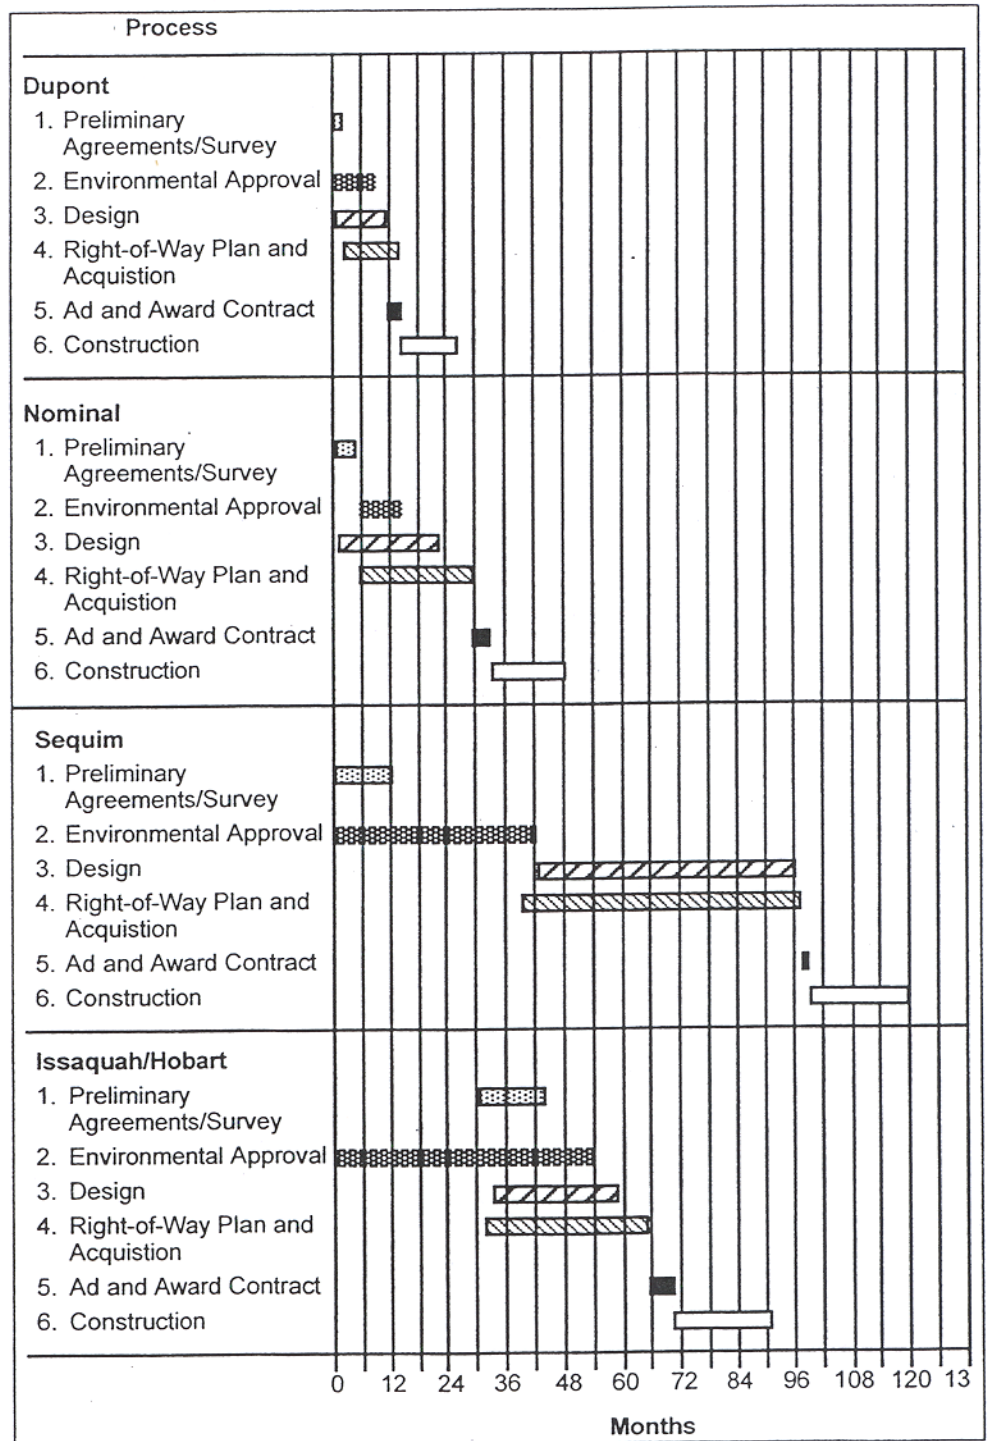 Process
Dupont
1. Preliminary
Agreements/Survey
2. Environmental Approval
3. Design
4. Right-of-Way Plan and
Acquistion
5. Ad and Award Contract
6. Construction
Nominal
1. Preliminary
Agreements/Survey
2. Environmental Approval
3. Design
4. Right-of-Way Plan and
Acquistion
5. Ad and Award Contract
6. Construction
Sequim
1. Preliminary
Agreements/Survey
2. Environmental Approval
3. Design
4. Right-of-Way Plan and
Acquistion
5. Ad and Award Contract
6. Construction
Issaquah/Hobart
1. Preliminary
Agreements/Survey
2. Environmental Approval
3. Design
4. Right-of-Way Plan and
Acquistion
5. Ad and Award Contract
6. Construction
0 12 24 36 48 60 72 84 96 108 120 13
Months